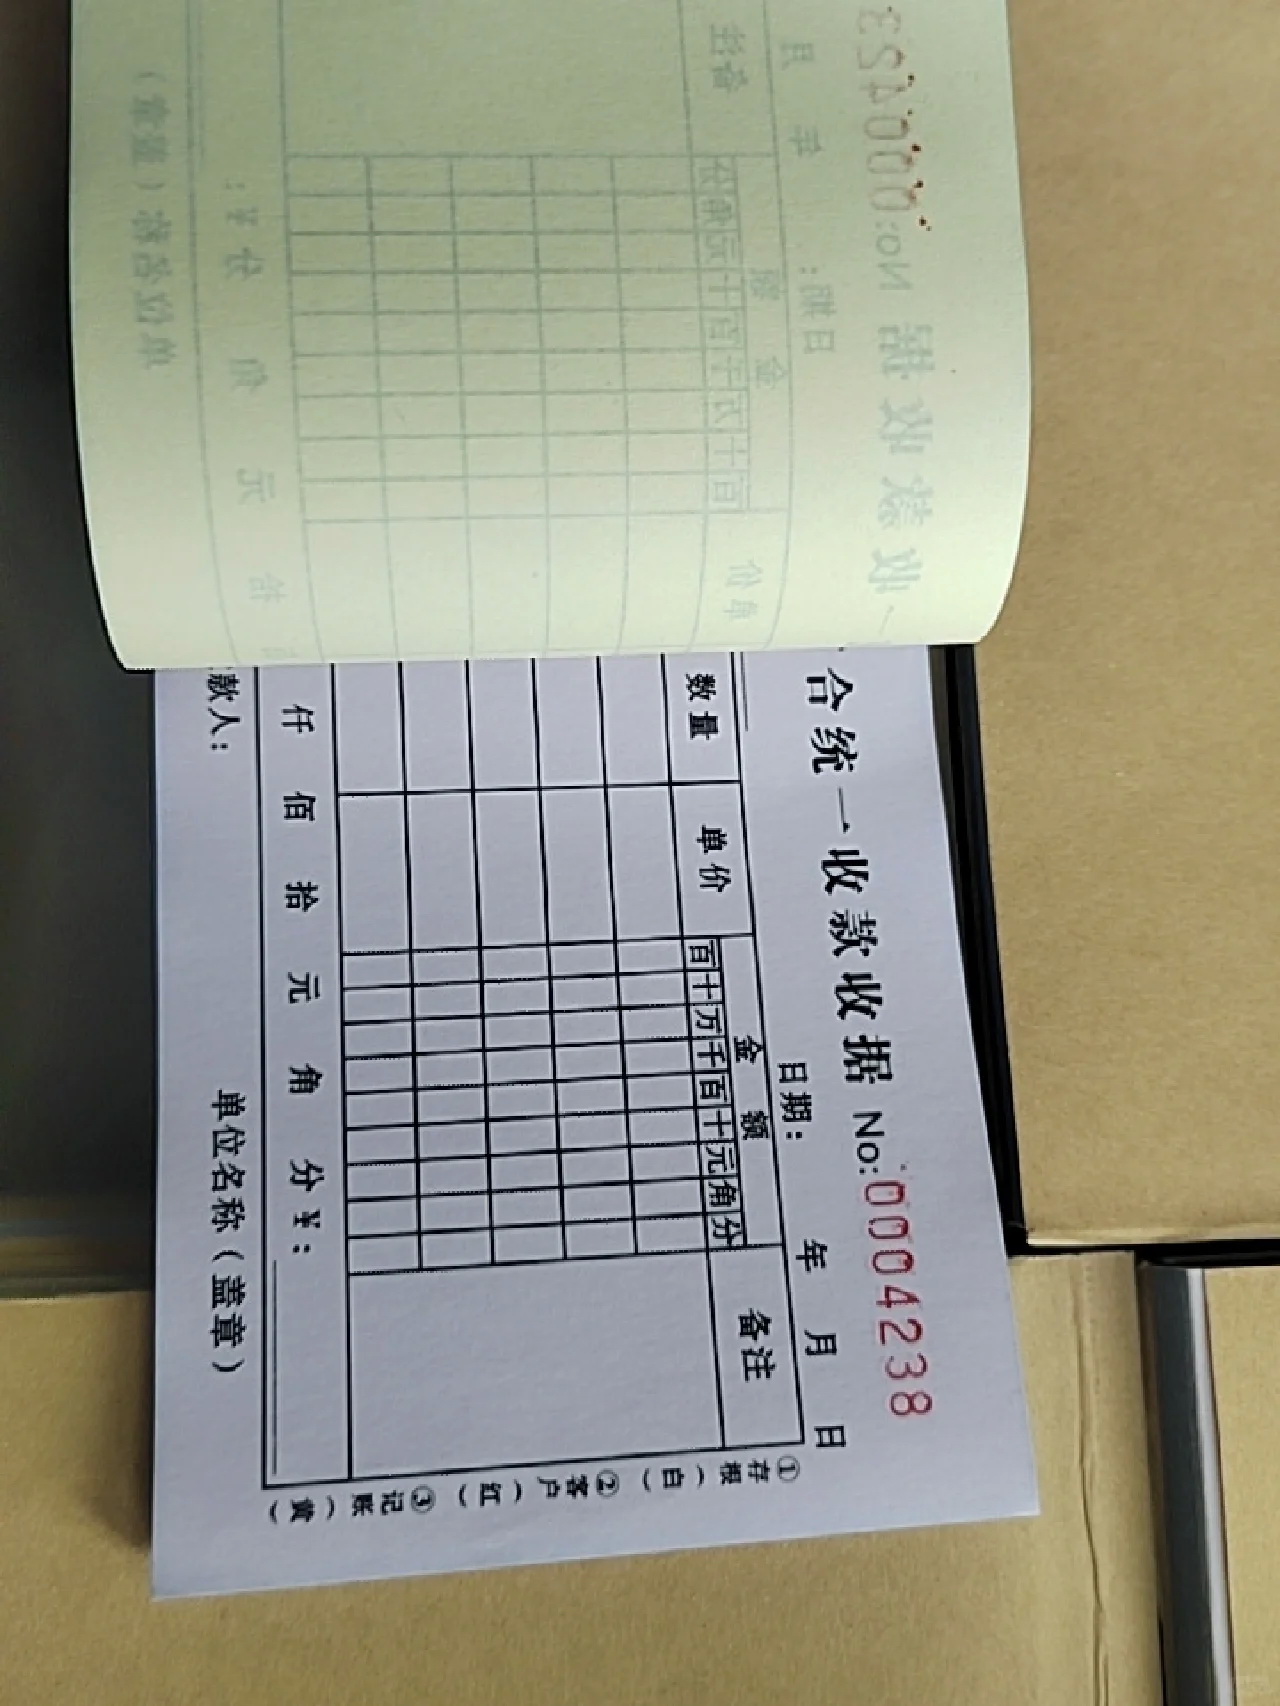 合统一收款收据 No:0004238
日期： 年 月 日
数量 单价 金额 备注
百 十 万 千 百 十 元 角 分
仟 佰 拾 元 角 分 ¥：
款人： 单位名称（盖章）
①存根（白） ②客户（红） ③记账（黄）